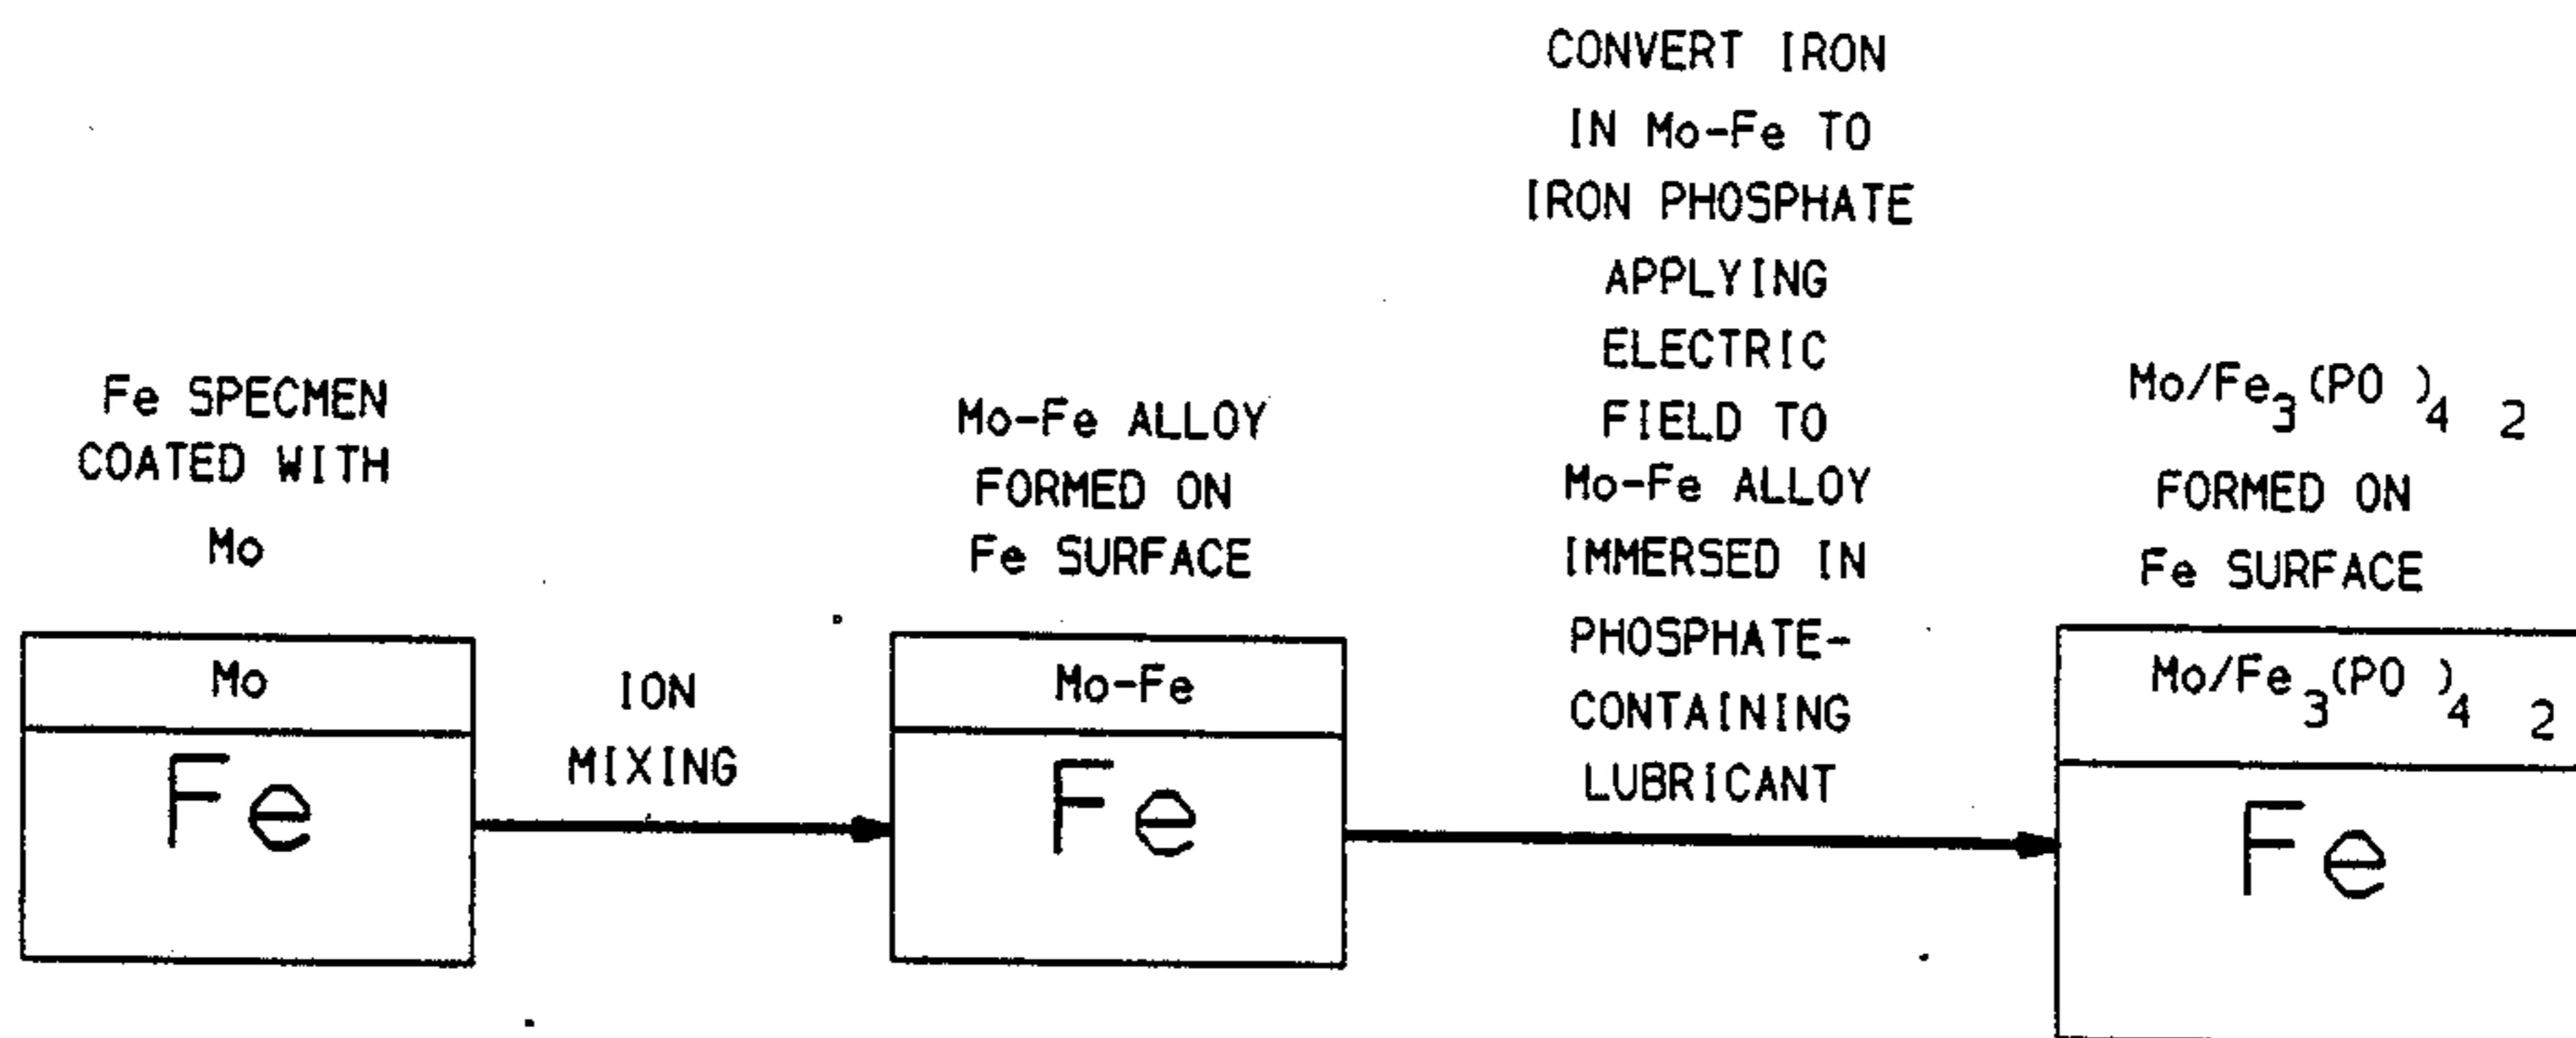 Fe SPECMEN
COATED WITH
Mo
Mo
Fe
ION
MIXING
Mo-Fe ALLOY
FORMED ON
Fe SURFACE
Mo-Fe
Fe
CONVERT IRON
IN Mo-Fe TO
IRON PHOSPHATE
APPLYING
ELECTRIC
FIELD TO
Mo-Fe ALLOY
IMMERSED IN
PHOSPHATE-
CONTAINING
LUBRICANT
Mo/Fe3(PO )4 2
FORMED ON
Fe SURFACE
Mo/Fe3(PO )4 2
Fe